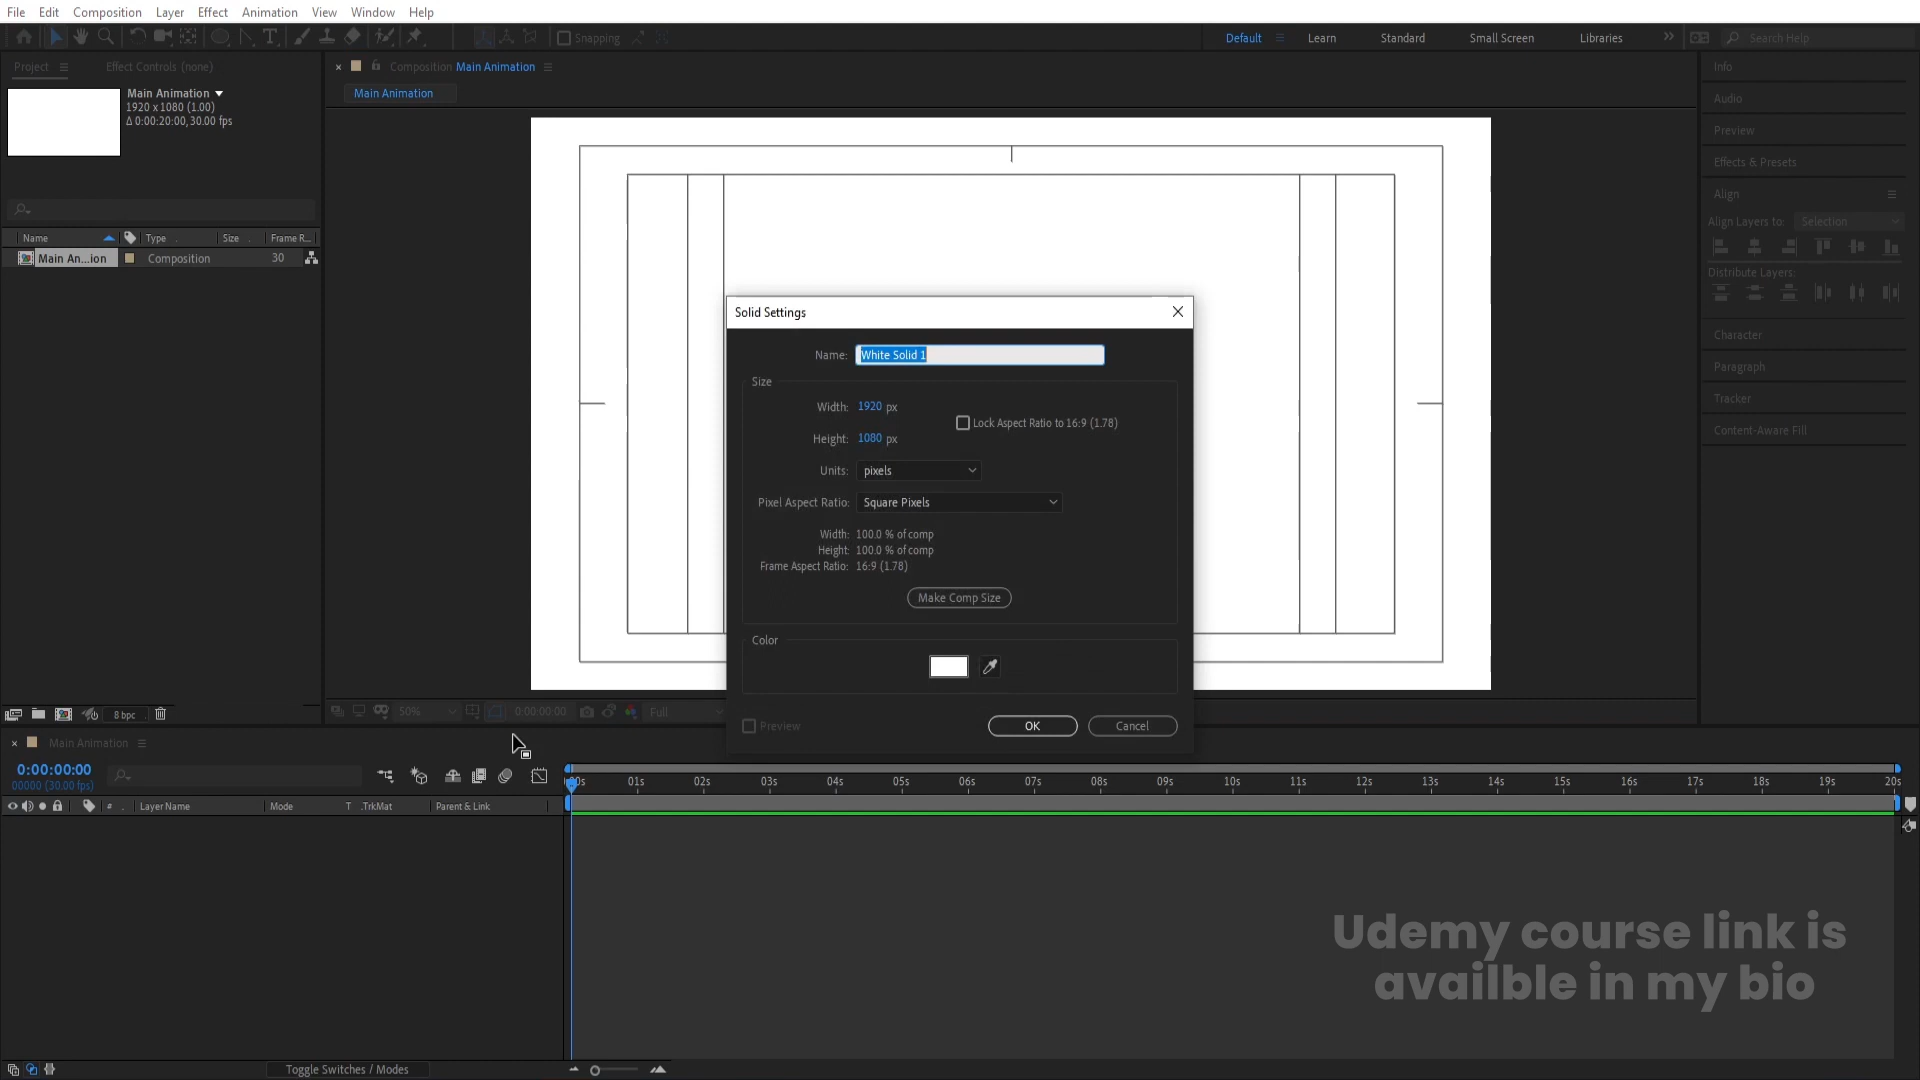 File Edit Composition Layer Effect Animation View Window Help
Snapping Default Learn Standard Small Screen Libraries Search Help
Project Effect Controls (none)
Composition Main Animation
Main Animation
1920 x 1080 (1.00)
Δ 0:00:20:00, 30.00 fps
Main Animation
Name Type Size Frame R...
Main An...ion Composition 30
8 bpc
Solid Settings
Name: White Solid 1
Size
Width: 1920 px
Lock Aspect Ratio to 16:9 (1.78)
Height: 1080 px
Units: pixels
Pixel Aspect Ratio: Square Pixels
Width: 100.0 % of comp
Height: 100.0 % of comp
Frame Aspect Ratio: 16:9 (1.78)
Make Comp Size
Color
Preview OK Cancel
50% 0:00:00:00 Full
Info
Audio
Preview
Effects & Presets
Align
Align Layers to: Selection
Distribute Layers:
Character
Paragraph
Tracker
Content-Aware Fill
Main Animation
0:00:00:00
00000 (30.00 fps)
# Layer Name Mode T .TrkMat Parent & Link
:00s 01s 02s 03s 04s 05s 06s 07s 08s 09s 10s 11s 12s 13s 14s 15s 16s 17s 18s 19s 20s
Udemy course link is
availble in my bio
Toggle Switches / Modes